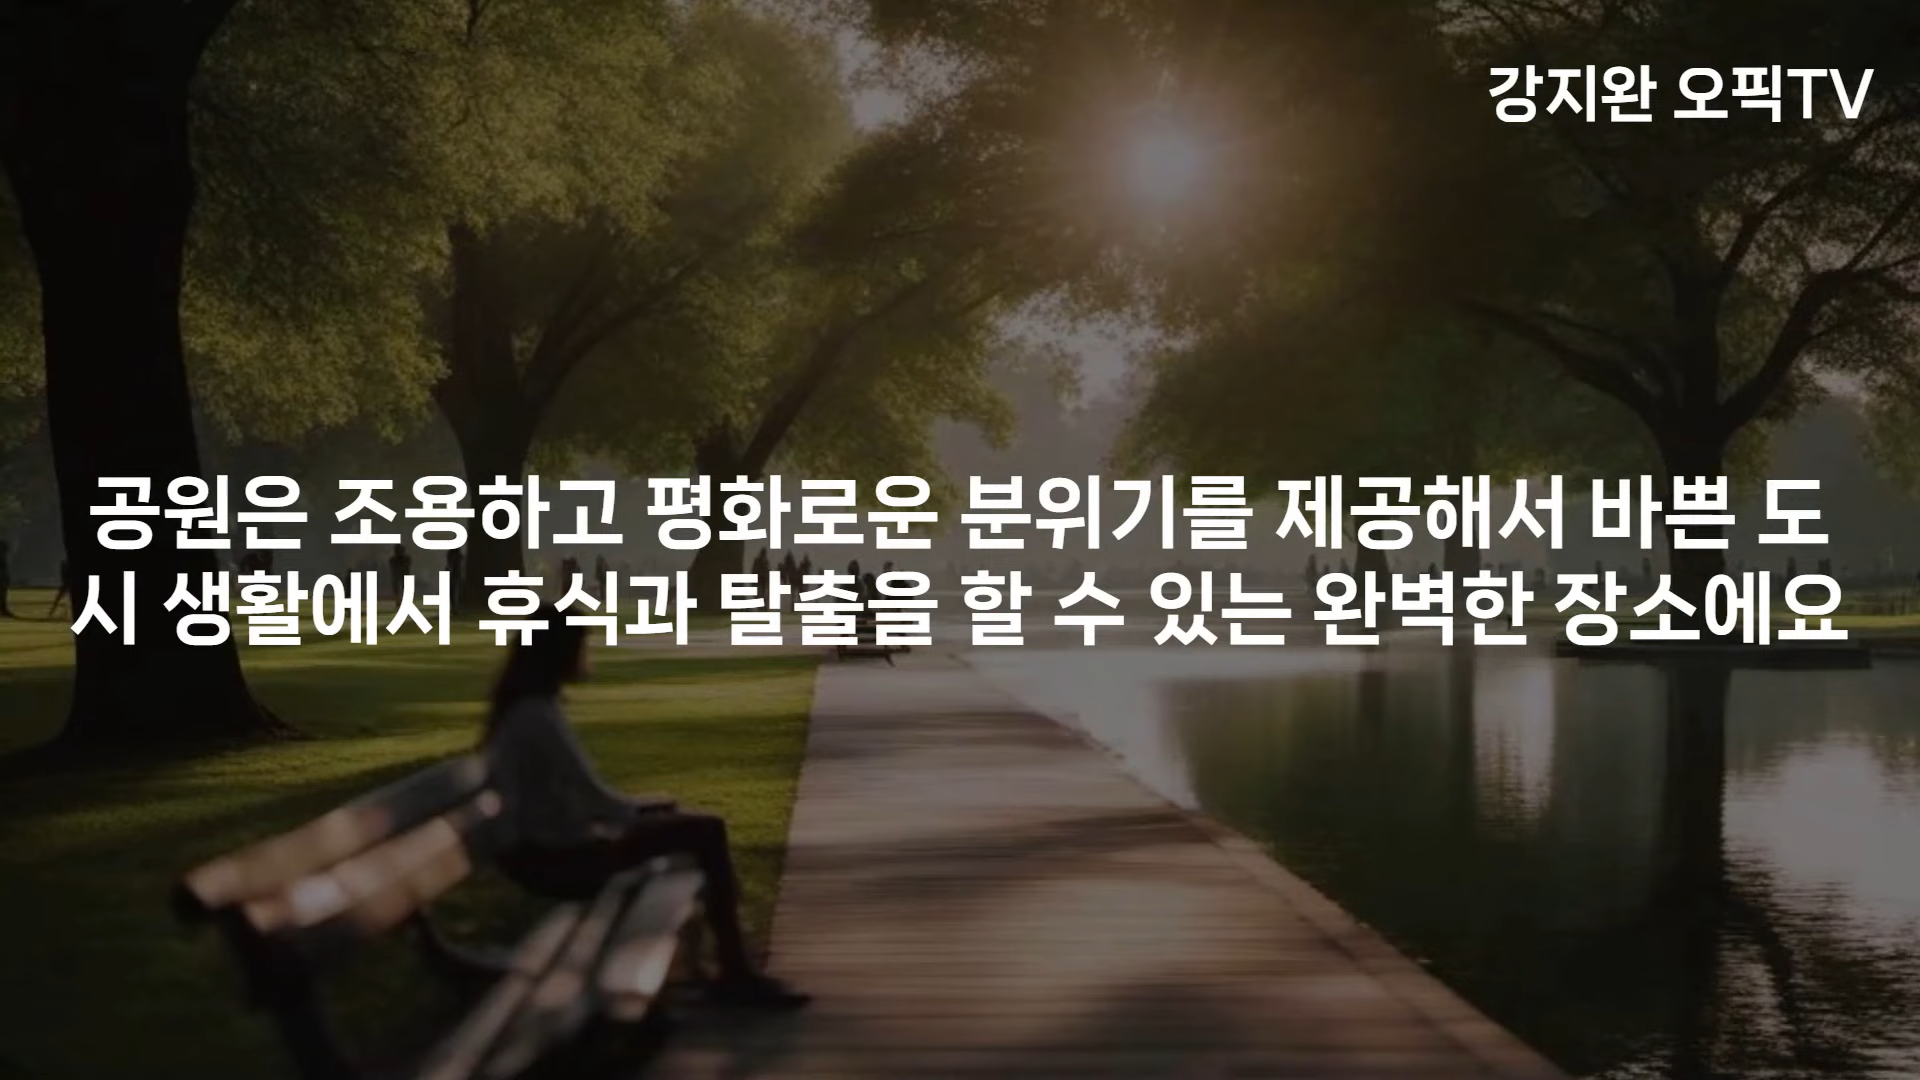 강지완 오픽TV
공원은 조용하고 평화로운 분위기를 제공해서 바쁜 도
시 생활에서 휴식과 탈출을 할 수 있는 완벽한 장소에요